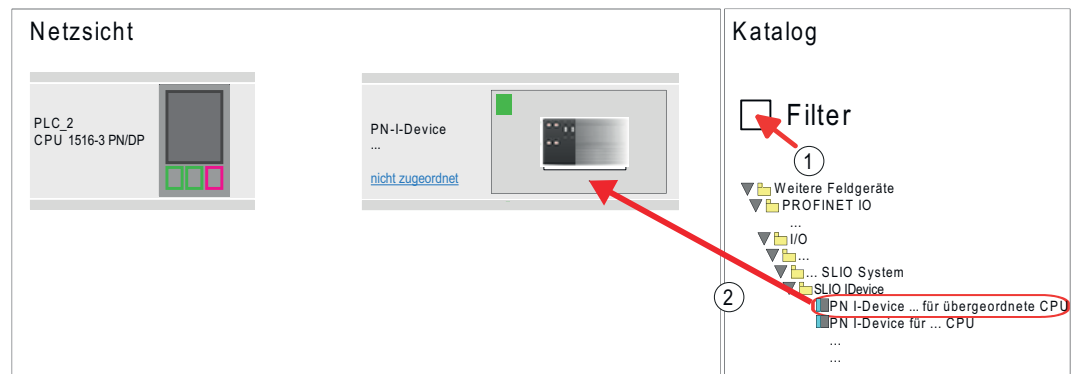 Netzsicht
PLC_2
CPU 1516-3 PN/DP
PN-I-Device
...
nicht zugeordnet
Katalog
Filter
1
Weitere Feldgeräte
PROFINET IO
...
I/O
...
... SLIO System
SLIO IDevice
2
PN I-Device ... für übergeordnete CPU
PN I-Device für ... CPU
...
...